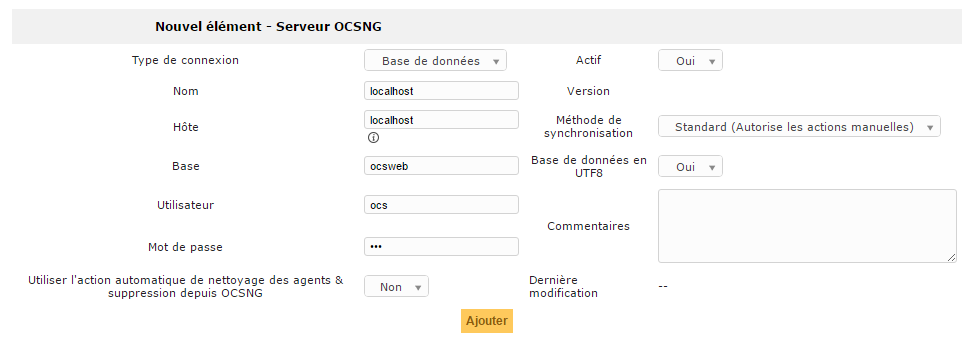 Nouvel élément - Serveur OCSNG
Type de connexion Base de données Actif Oui
Nom localhost Version
Hôte localhost Méthode de synchronisation Standard (Autorise les actions manuelles)
Base ocsweb Base de données en UTF8 Oui
Utilisateur ocs
Commentaires
Mot de passe •••
Utiliser l'action automatique de nettoyage des agents & suppression depuis OCSNG Non Dernière modification --
Ajouter